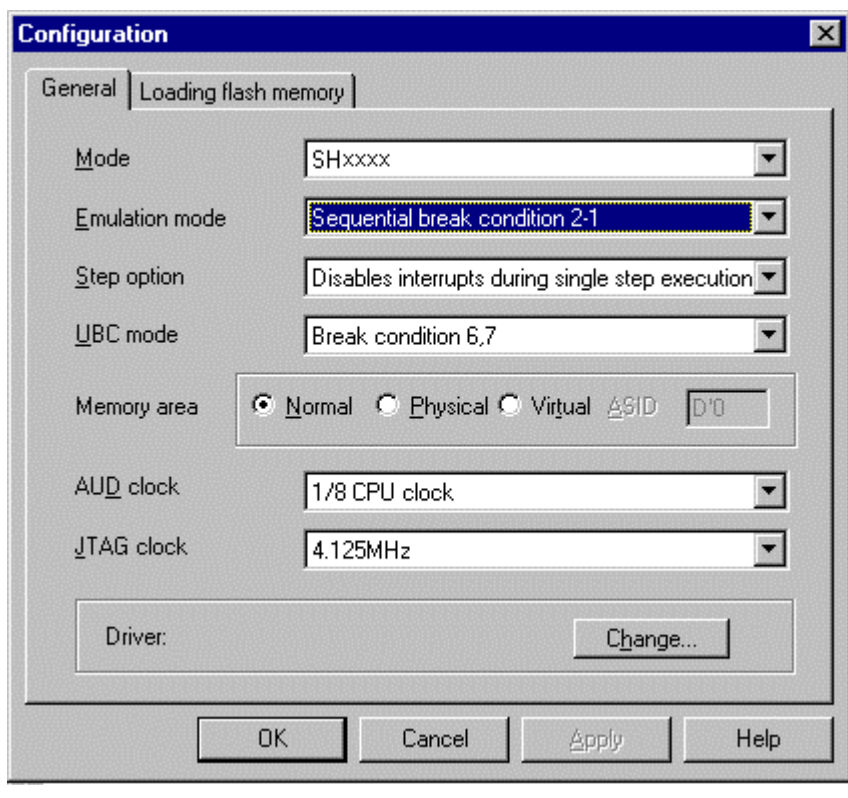 Configuration
General Loading flash memory
Mode SHxxxx
Emulation mode Sequential break condition 2-1
Step option Disables interrupts during single step execution
UBC mode Break condition 6,7
Memory area Normal Physical Virtual ASID D'0
AUD clock 1/8 CPU clock
JTAG clock 4.125MHz
Driver: Change...
OK Cancel Apply Help